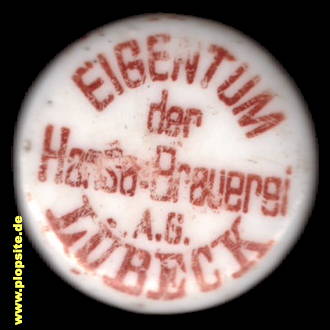 EIGENTUM
der
Hansa-Brauerei
A.G.
LÜBECK
www.plopsite.de